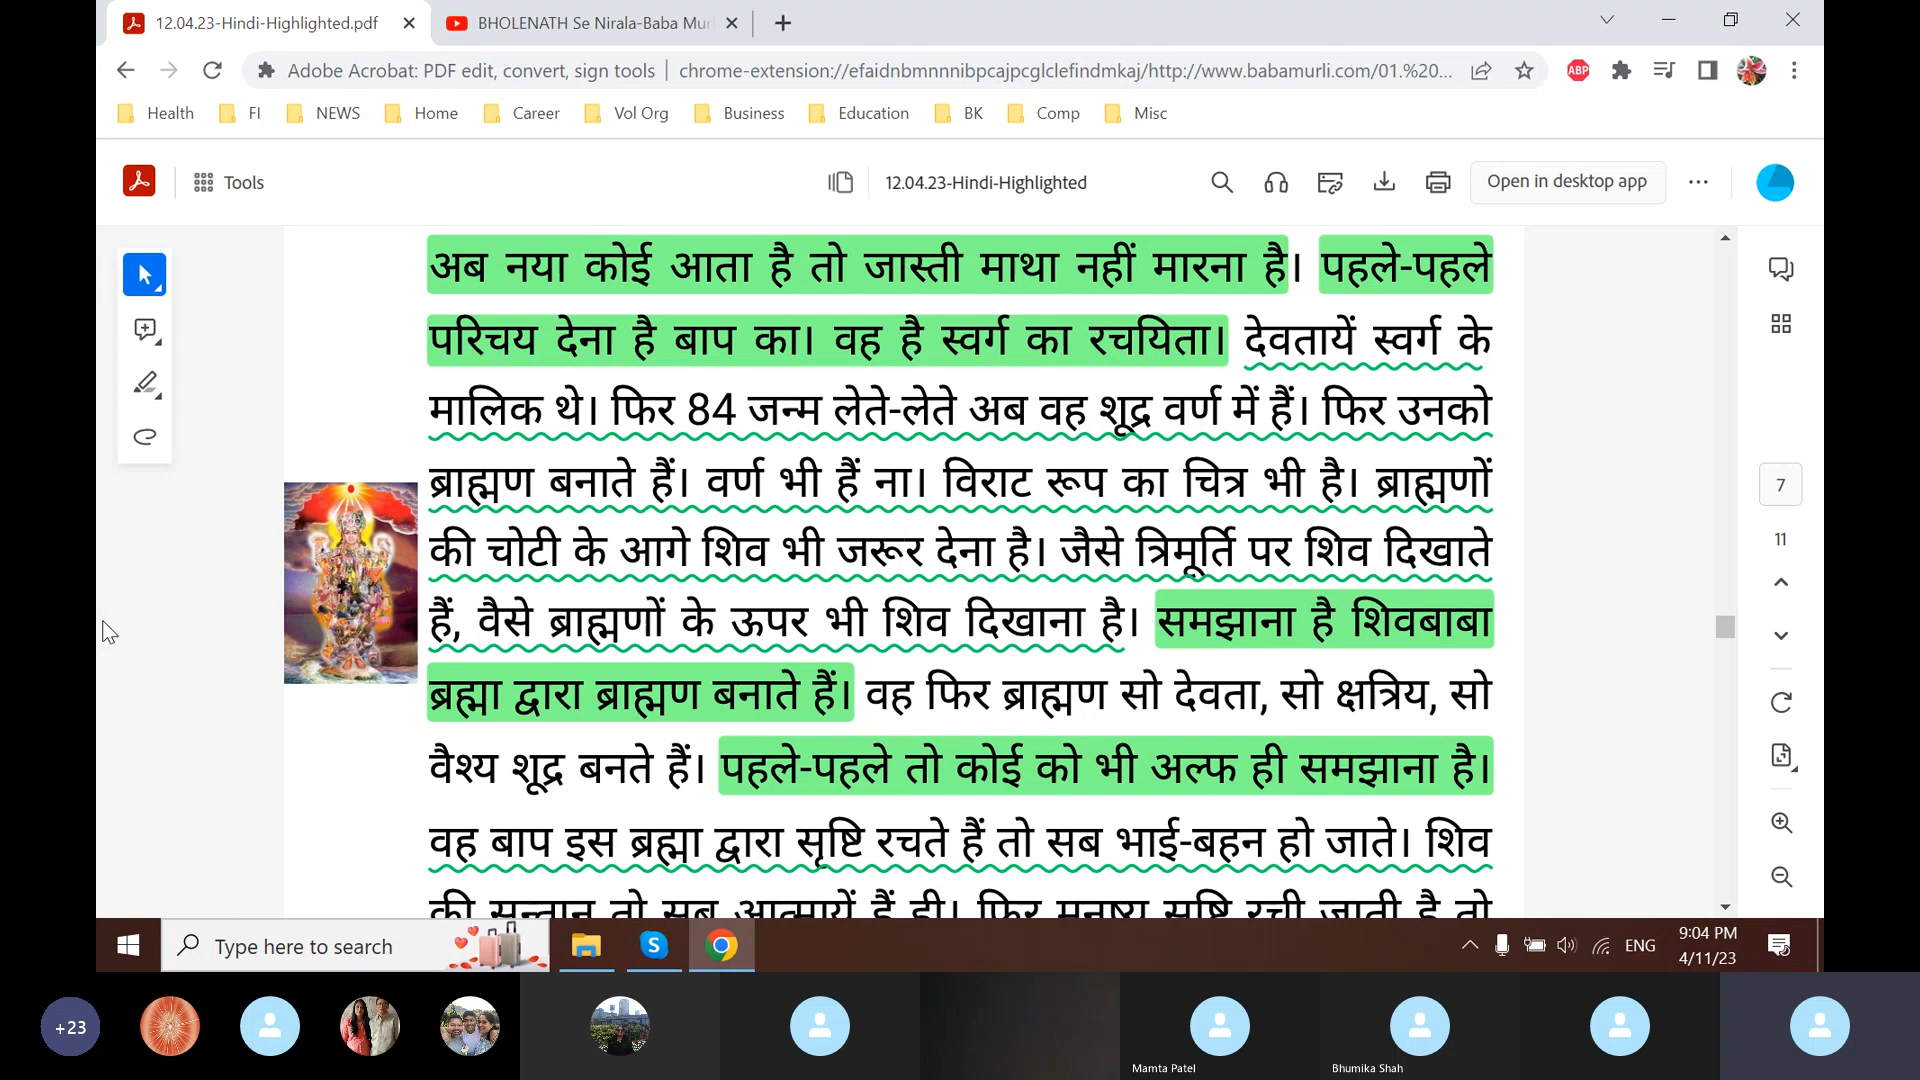 12.04.23-Hindi-Highlighted.pdf
BHOLENATH Se Nirala-Baba Mur
Adobe Acrobat: PDF edit, convert, sign tools
chrome-extension://efaidnbmnnnibpcajpcglclefindmkaj/http://www.babamurli.com/01.%20...
ABP
Health FI NEWS Home Career Vol Org Business Education BK Comp Misc
Tools
12.04.23-Hindi-Highlighted
Open in desktop app
अब नया कोई आता है तो जास्ती माथा नहीं मारना है। पहले-पहले
परिचय देना है बाप का। वह है स्वर्ग का रचयिता। देवतायें स्वर्ग के
मालिक थे। फिर 84 जन्म लेते-लेते अब वह शूद्र वर्ण में हैं। फिर उनको
ब्राह्मण बनाते हैं। वर्ण भी हैं ना। विराट रूप का चित्र भी है। ब्राह्मणों
की चोटी के आगे शिव भी जरूर देना है। जैसे त्रिमूर्ति पर शिव दिखाते
हैं, वैसे ब्राह्मणों के ऊपर भी शिव दिखाना है। समझाना है शिवबाबा
ब्रह्मा द्वारा ब्राह्मण बनाते हैं। वह फिर ब्राह्मण सो देवता, सो क्षत्रिय, सो
वैश्य शूद्र बनते हैं। पहले-पहले तो कोई को भी अल्फ ही समझाना है।
वह बाप इस ब्रह्मा द्वारा सृष्टि रचते हैं तो सब भाई-बहन हो जाते। शिव
की सन्तान तो सब आत्मायें हैं ही। फिर मनुष्य सृष्टि रची जाती है तो
7
11
Type here to search
ENG
9:04 PM
4/11/23
+23
Mamta Patel
Bhumika Shah